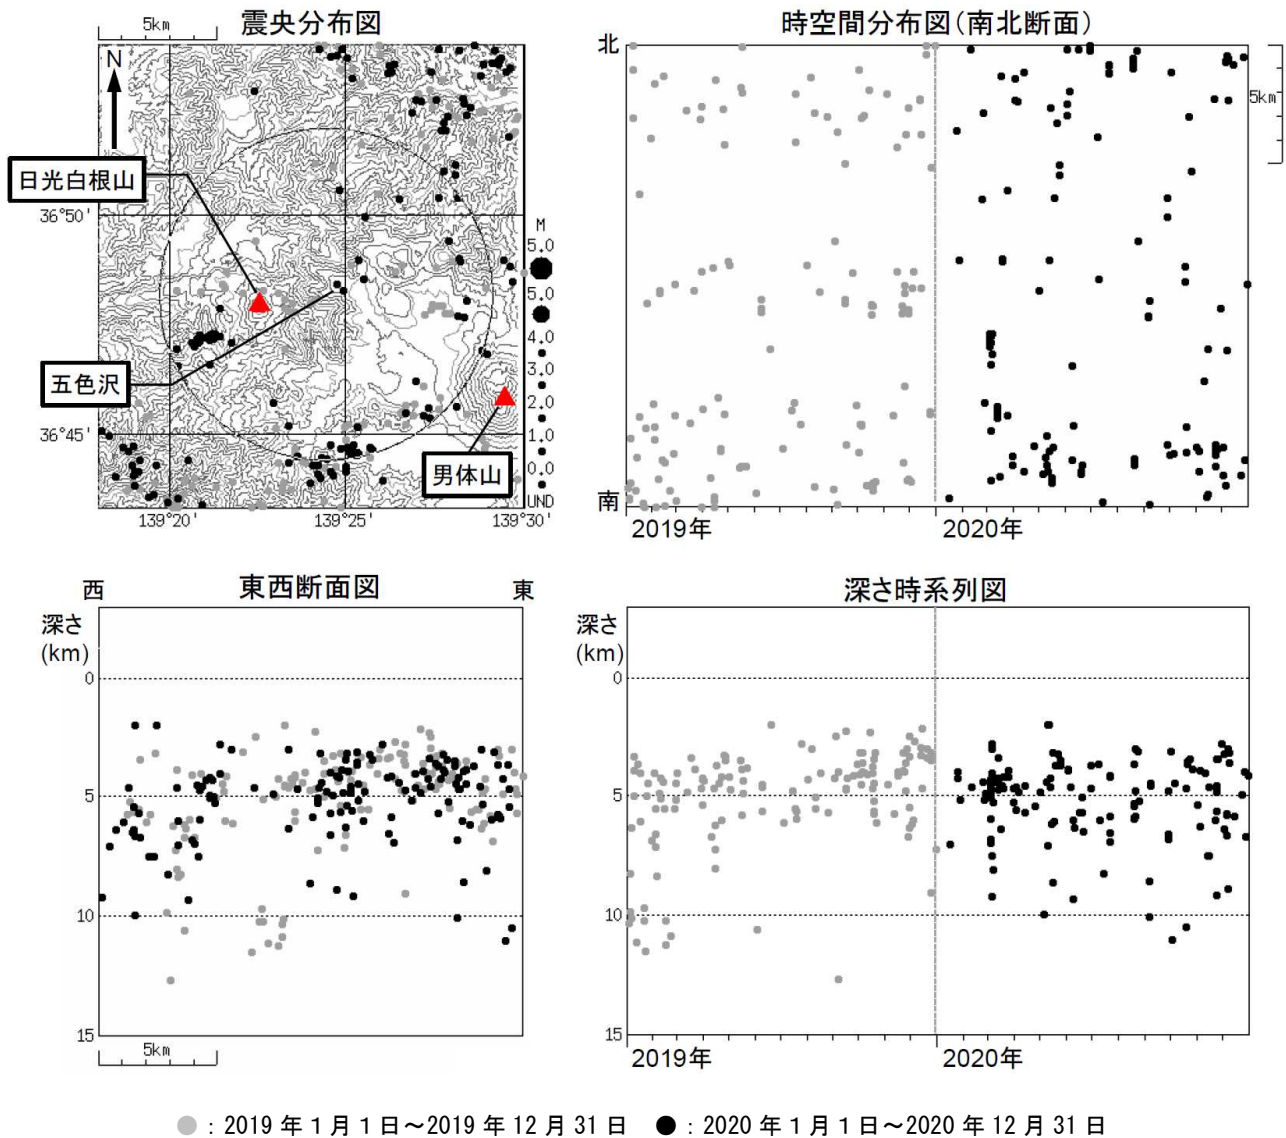 震央分布図
5km
N
日光白根山
五色沢
男体山
36°50'
36°45'
139°20'
139°25'
139°30'
M
5.0
5.0
4.0
3.0
2.0
1.0
0.0
UND
時空間分布図(南北断面)
北
南
5km
2019年
2020年
東西断面図
西
東
深さ
(km)
0
5
10
15
5km
深さ時系列図
深さ
(km)
0
5
10
15
2019年
2020年
●：2019年1月1日～2019年12月31日 ●：2020年1月1日～2020年12月31日